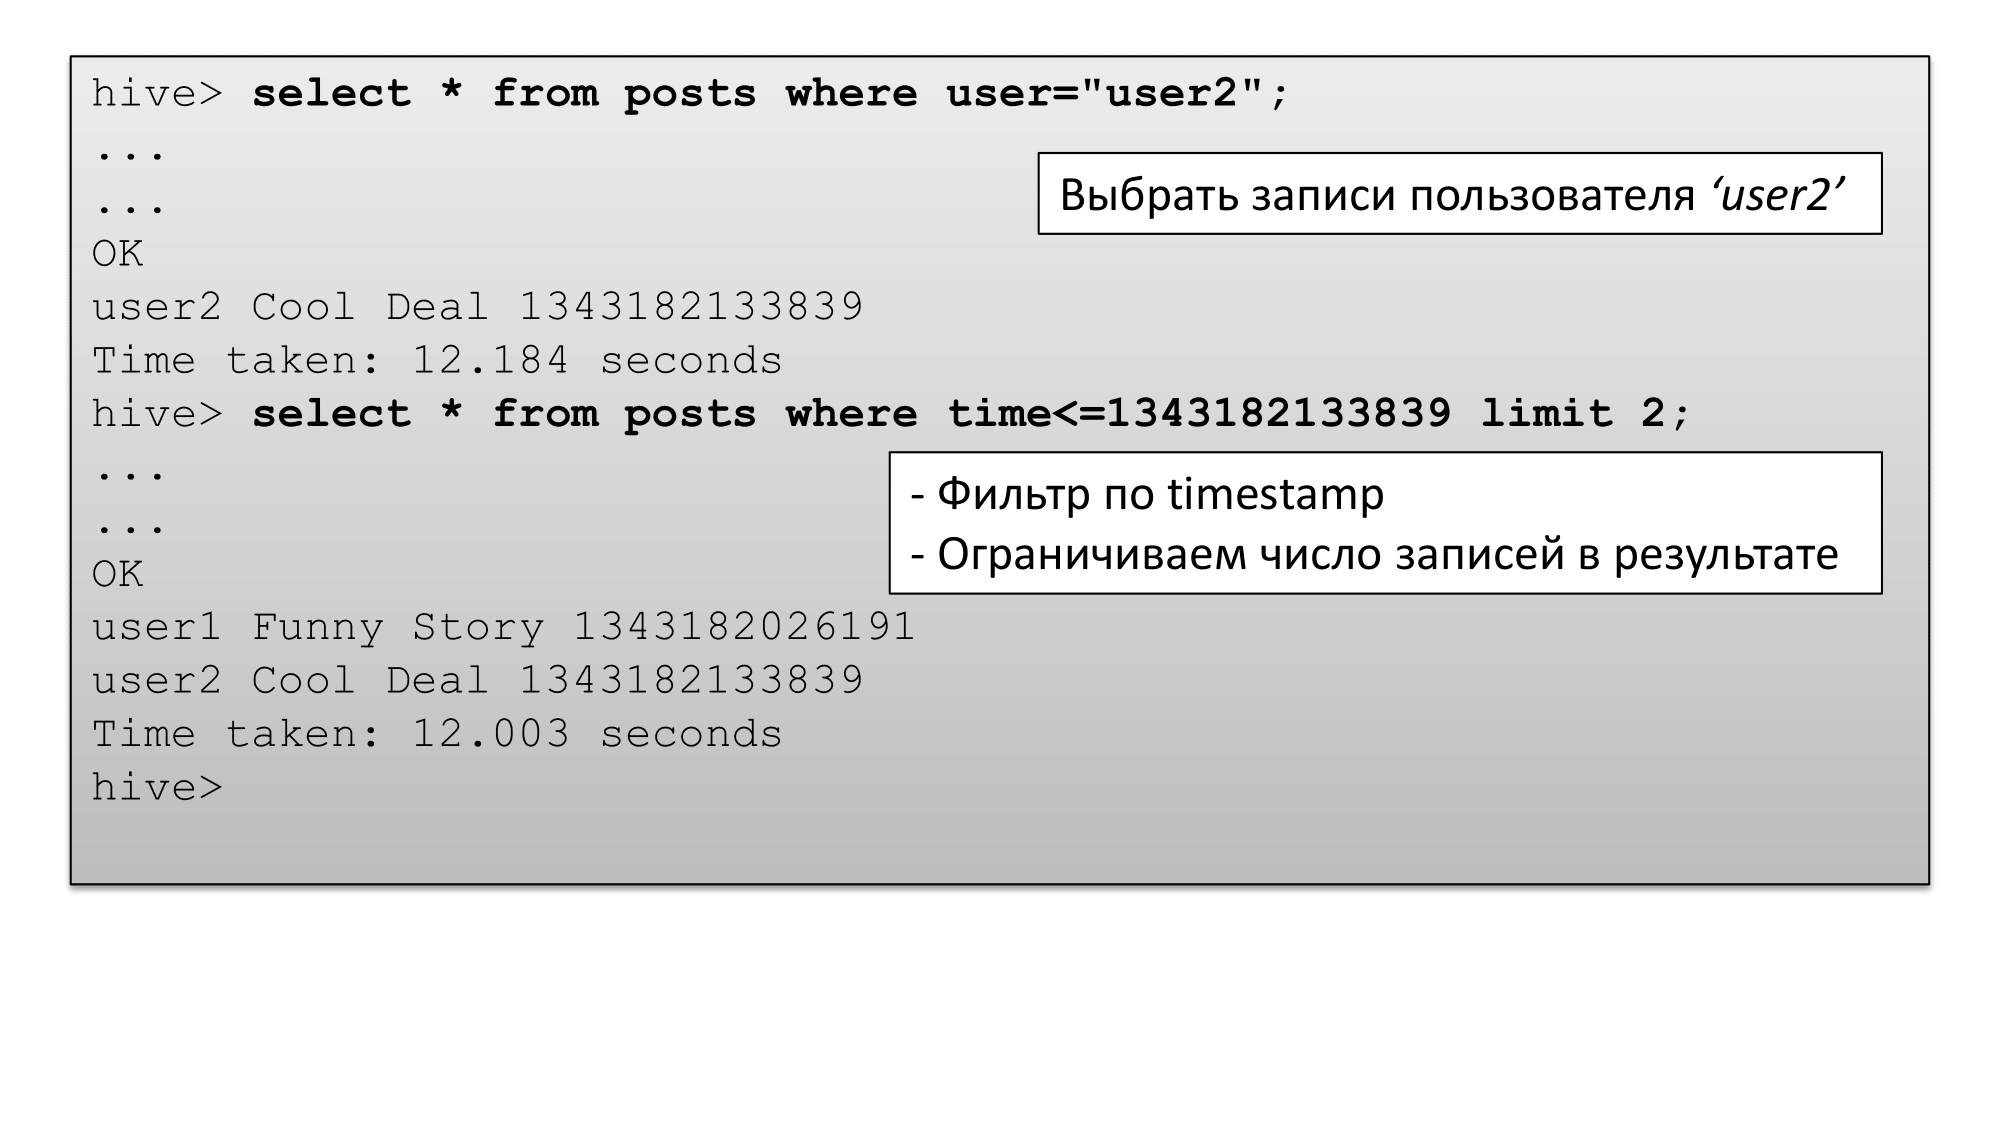 hive> select * from posts where user="user2";
...
...
Выбрать записи пользователя ‘user2’
OK
user2 Cool Deal 1343182133839
Time taken: 12.184 seconds
hive> select * from posts where time<=1343182133839 limit 2;
...
...
- Фильтр по timestamp
- Ограничиваем число записей в результате
OK
user1 Funny Story 1343182026191
user2 Cool Deal 1343182133839
Time taken: 12.003 seconds
hive>